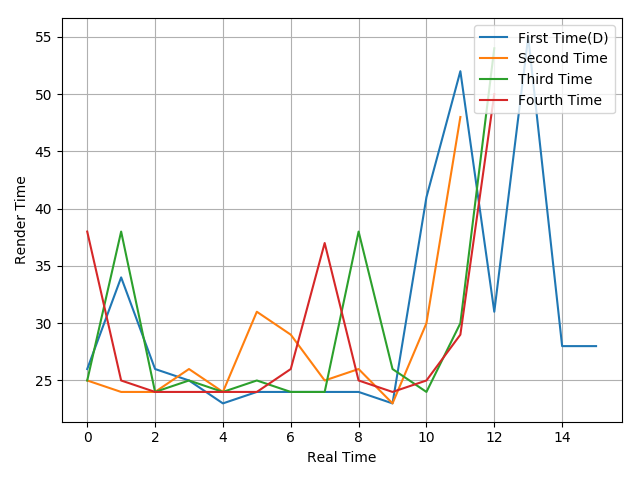 55
50
45
40
35
30
25
Render Time
0 2 4 6 8 10 12 14
Real Time
First Time(D)
Second Time
Third Time
Fourth Time